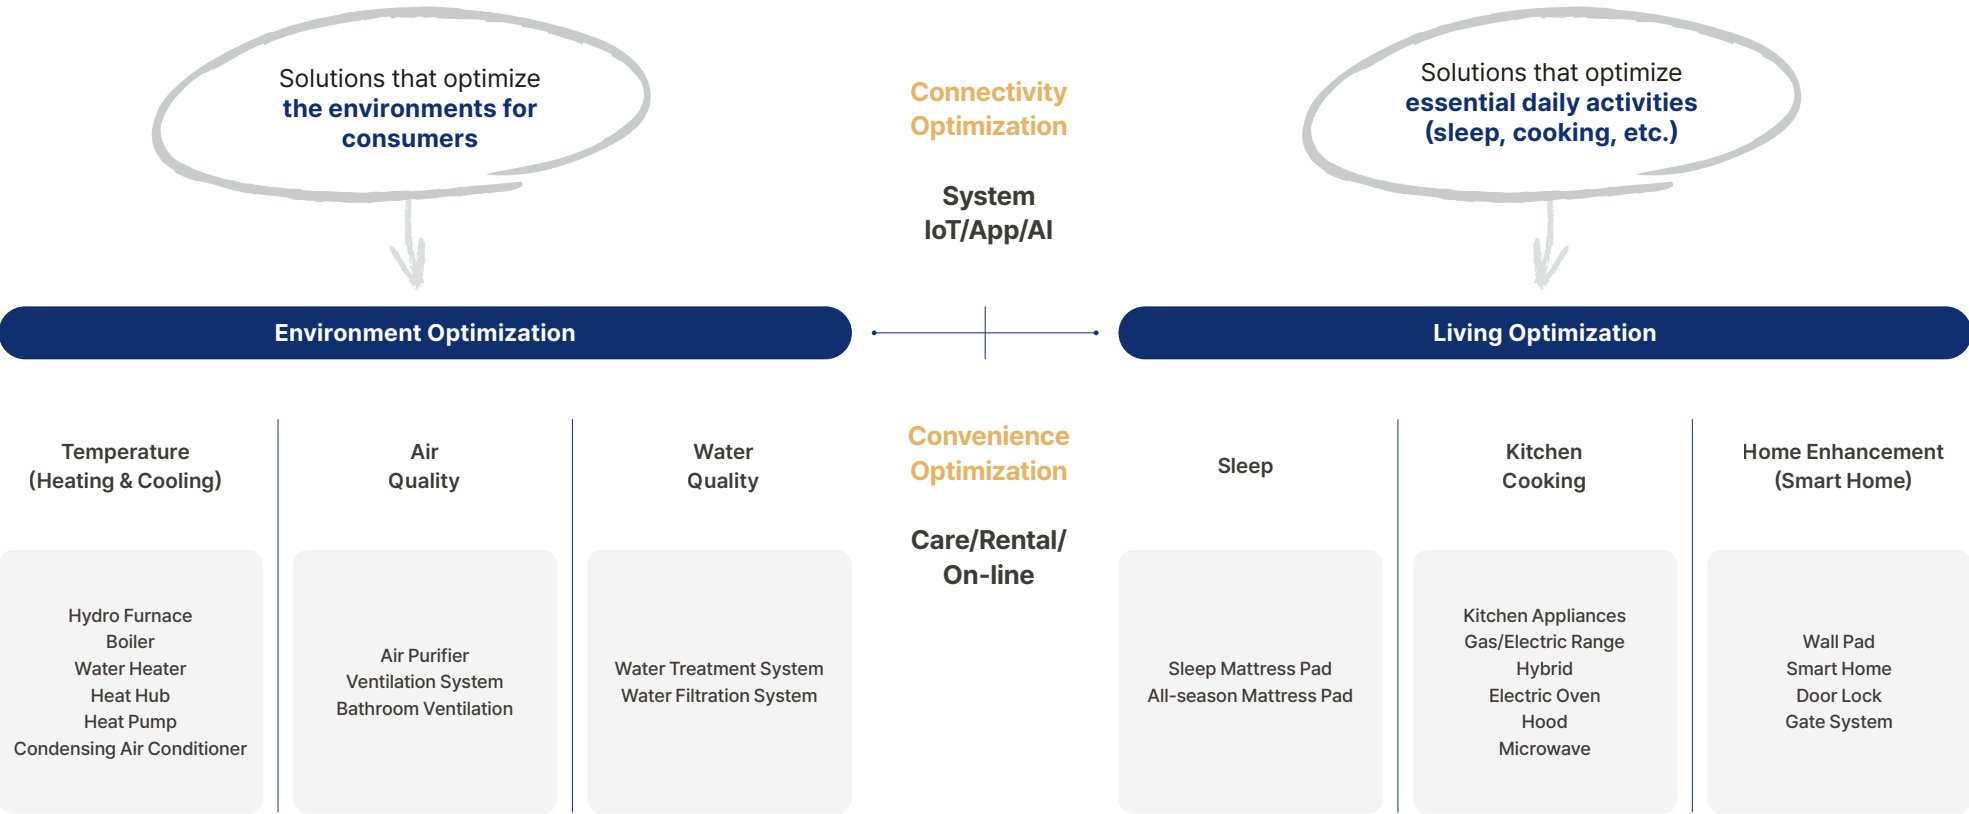 Solutions that optimize
the environments for
consumers
Connectivity
Optimization
System
IoT/App/AI
Solutions that optimize
essential daily activities
(sleep, cooking, etc.)
Environment Optimization
Living Optimization
Temperature
(Heating & Cooling)
Air
Quality
Water
Quality
Convenience
Optimization
Care/Rental/
On-line
Sleep
Kitchen
Cooking
Home Enhancement
(Smart Home)
Hydro Furnace
Boiler
Water Heater
Heat Hub
Heat Pump
Condensing Air Conditioner
Air Purifier
Ventilation System
Bathroom Ventilation
Water Treatment System
Water Filtration System
Sleep Mattress Pad
All-season Mattress Pad
Kitchen Appliances
Gas/Electric Range
Hybrid
Electric Oven
Hood
Microwave
Wall Pad
Smart Home
Door Lock
Gate System